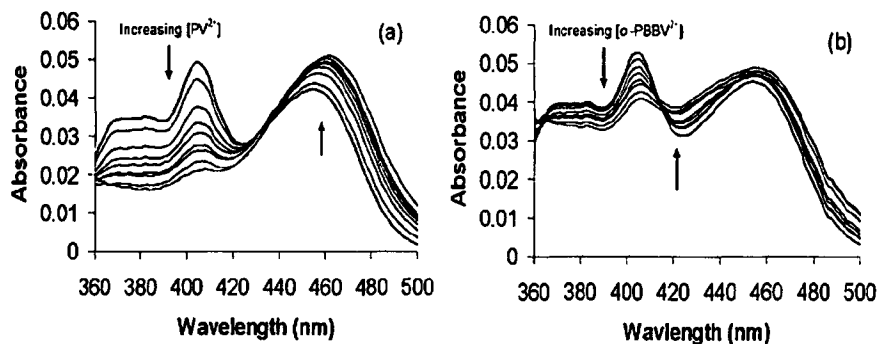 Increasing [PV2+]
(a)
0.06
0.05
0.04
0.03
0.02
0.01
0
Absorbance
360 380 400 420 440 460 480 500
Wavelength (nm)
Increasing [o-PBBV2+]
(b)
0.06
0.05
0.04
0.03
0.02
0.01
0
Absorbance
360 380 400 420 440 460 480 500
Wavlength (nm)